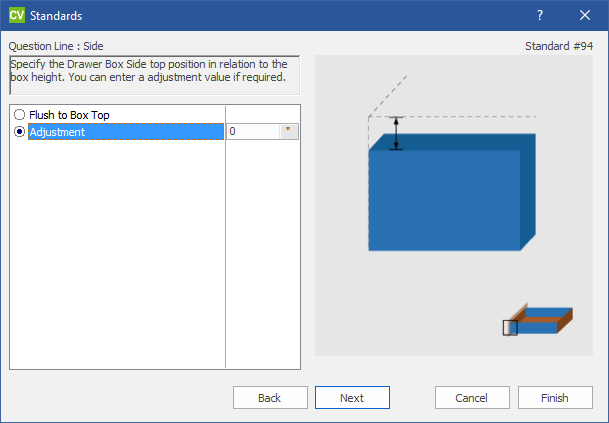 CV Standards ?
Question Line : Side Standard #94
Specify the Drawer Box Side top position in relation to the
box height. You can enter a adjustment value if required.
Flush to Box Top
Adjustment 0 "
Back Next Cancel Finish